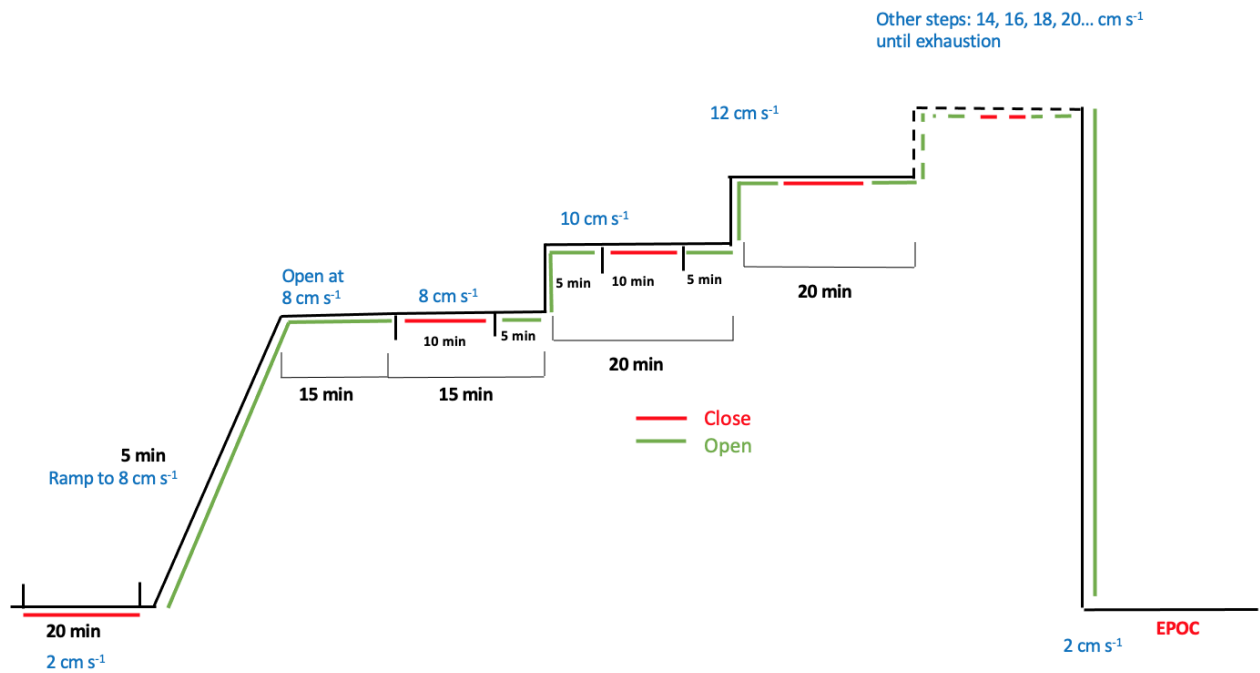 Other steps: 14, 16, 18, 20... cm s⁻¹
until exhaustion
12 cm s⁻¹
10 cm s⁻¹
Open at
8 cm s⁻¹
8 cm s⁻¹
5 min
10 min
5 min
20 min
10 min
5 min
20 min
15 min
15 min
Close
Open
5 min
Ramp to 8 cm s⁻¹
20 min
2 cm s⁻¹
EPOC
2 cm s⁻¹